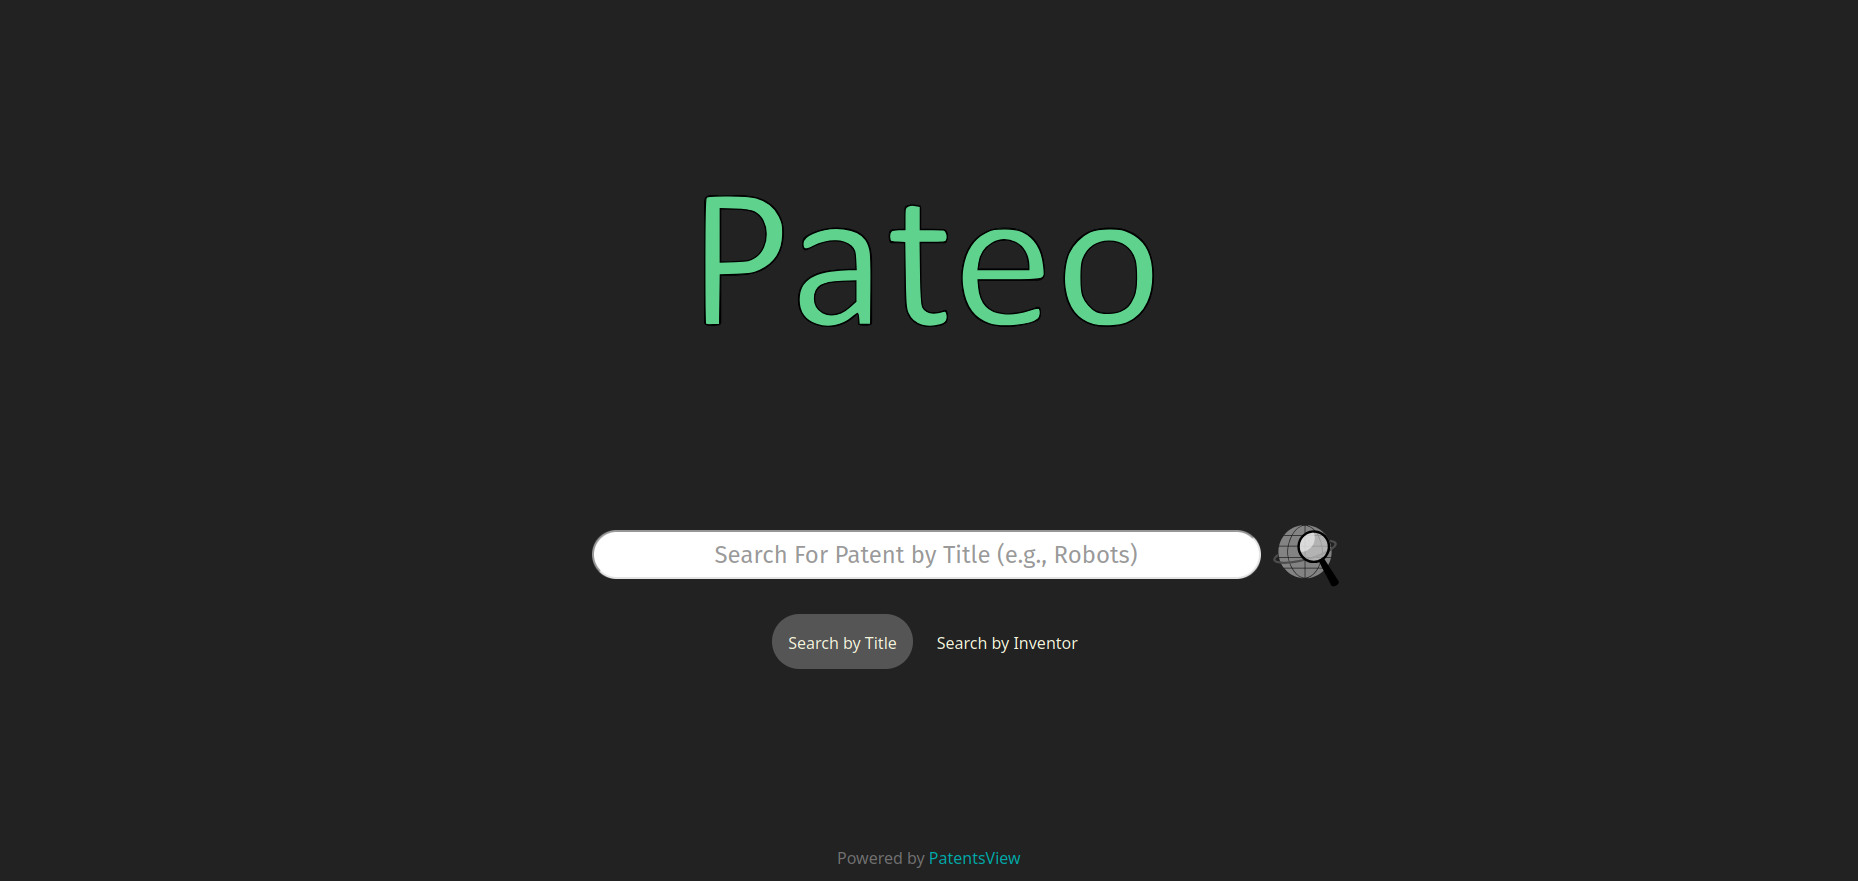 Pateo
Search For Patent by Title (e.g., Robots)
Search by Title Search by Inventor
Powered by PatentsView